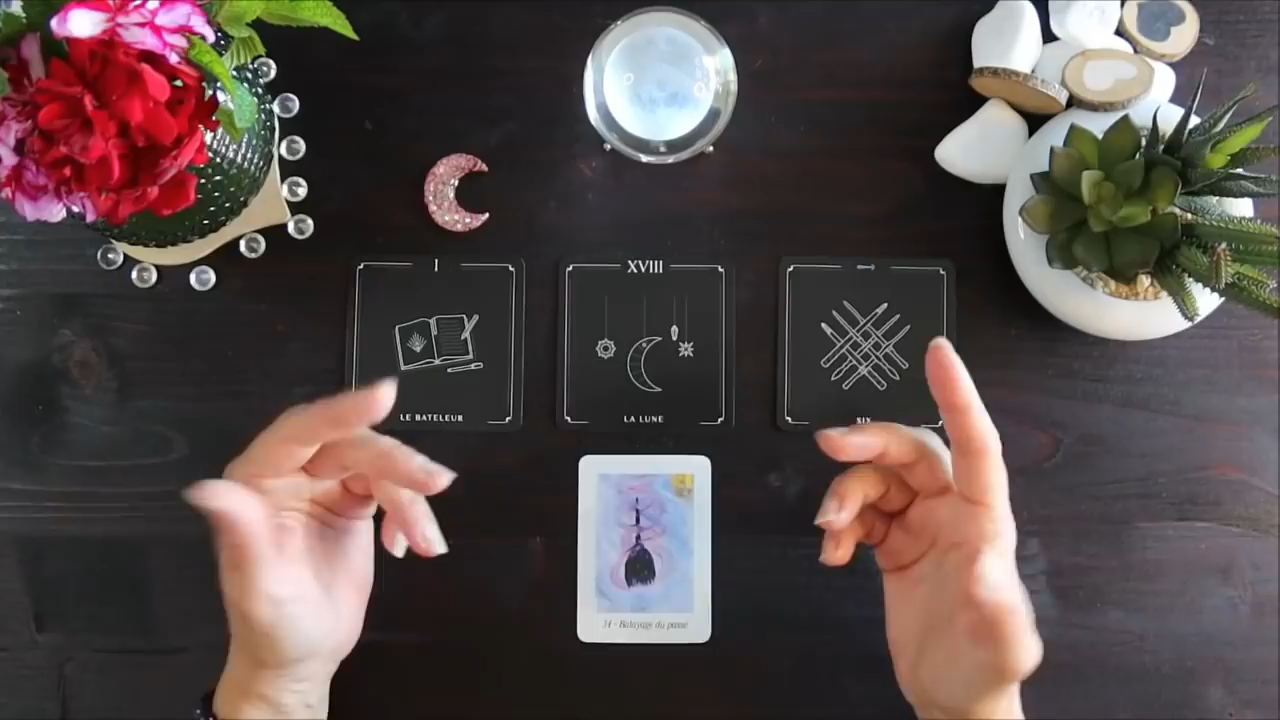 I
XVIII
LE BATELEUR
LA LUNE
SIX
34 - Balayage du passé